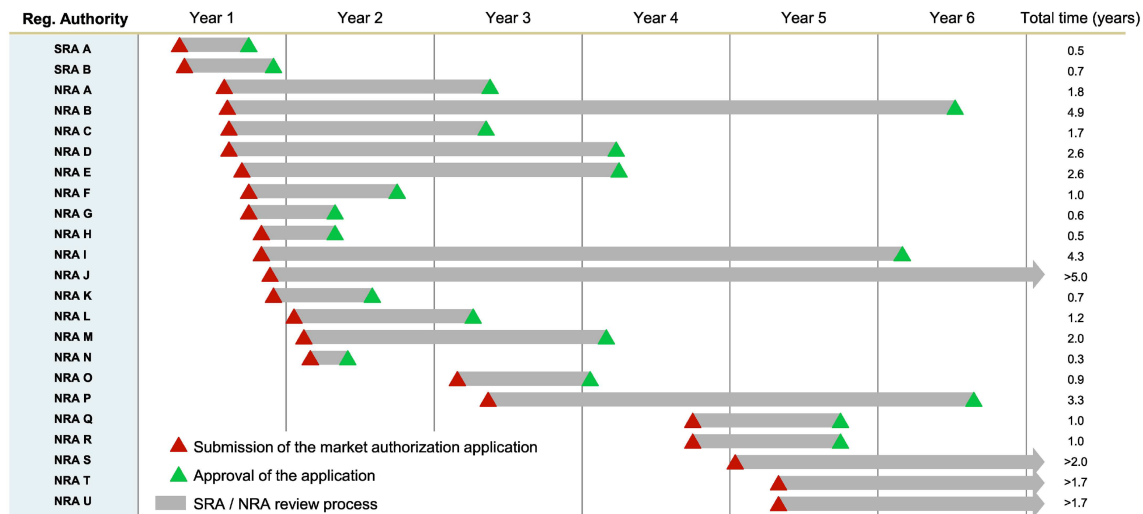 Reg. Authority Year 1 Year 2 Year 3 Year 4 Year 5 Year 6 Total time (years)
SRA A 0.5
SRA B 0.7
NRA A 1.8
NRA B 4.9
NRA C 1.7
NRA D 2.6
NRA E 2.6
NRA F 1.0
NRA G 0.6
NRA H 0.5
NRA I 4.3
NRA J >5.0
NRA K 0.7
NRA L 1.2
NRA M 2.0
NRA N 0.3
NRA O 0.9
NRA P 3.3
NRA Q 1.0
NRA R 1.0
NRA S >2.0
NRA T >1.7
NRA U >1.7
Submission of the market authorization application
Approval of the application
SRA / NRA review process